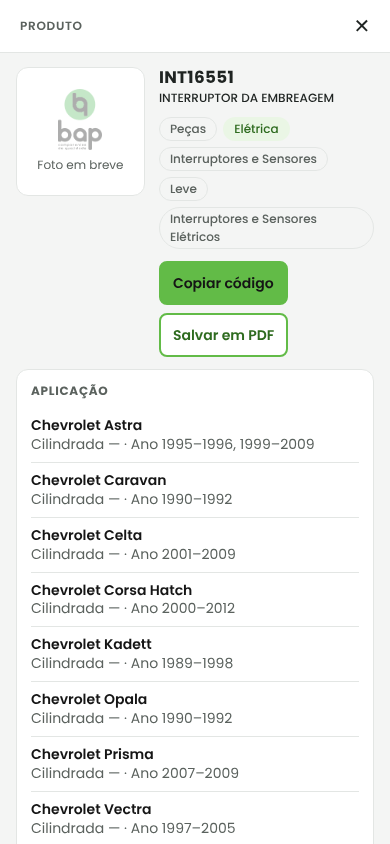 PRODUTO
✕
bap
Foto em breve
INT16551
INTERRUPTOR DA EMBREAGEM
Peças
Elétrica
Interruptores e Sensores
Leve
Interruptores e Sensores
Elétricos
Copiar código
Salvar em PDF
APLICAÇÃO
Chevrolet Astra
Cilindrada — · Ano 1995–1996, 1999–2009
Chevrolet Caravan
Cilindrada — · Ano 1990–1992
Chevrolet Celta
Cilindrada — · Ano 2001–2009
Chevrolet Corsa Hatch
Cilindrada — · Ano 2000–2012
Chevrolet Kadett
Cilindrada — · Ano 1989–1998
Chevrolet Opala
Cilindrada — · Ano 1990–1992
Chevrolet Prisma
Cilindrada — · Ano 2007–2009
Chevrolet Vectra
Cilindrada — · Ano 1997–2005